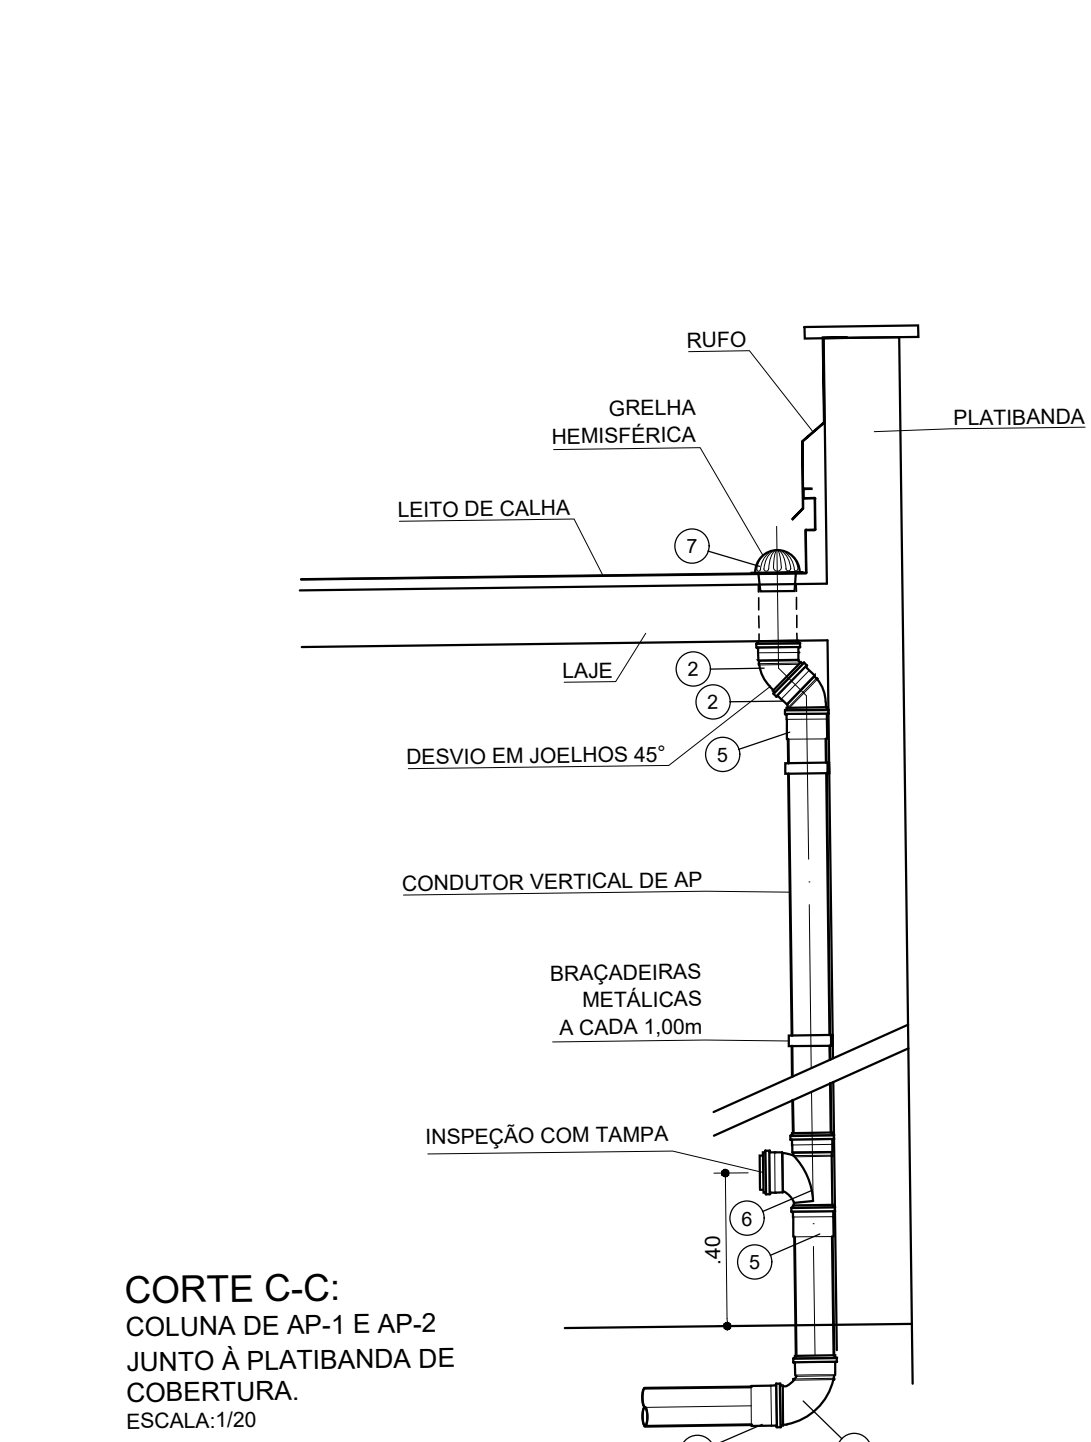 RUFO
GRELHA
HEMISFÉRICA
PLATIBANDA
LEITO DE CALHA
7
LAJE
2
2
DESVIO EM JOELHOS 45°
5
CONDUTOR VERTICAL DE AP
BRAÇADEIRAS
METÁLICAS
A CADA 1,00m
INSPEÇÃO COM TAMPA
6
.40
5
CORTE C-C:
COLUNA DE AP-1 E AP-2
JUNTO À PLATIBANDA DE
COBERTURA.
ESCALA:1/20